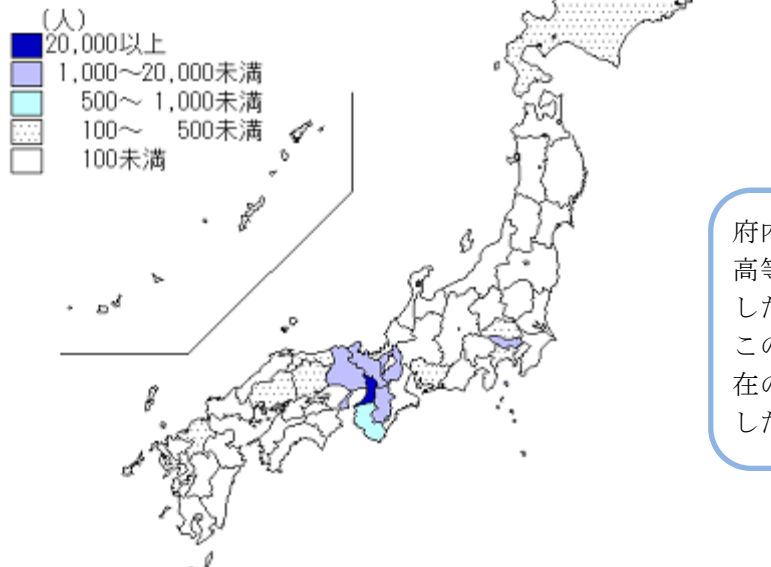 (人)
20,000以上
1,000～20,000未満
500～ 1,000未満
100～ 500未満
100未満
府内
高等
した
この
在の
した